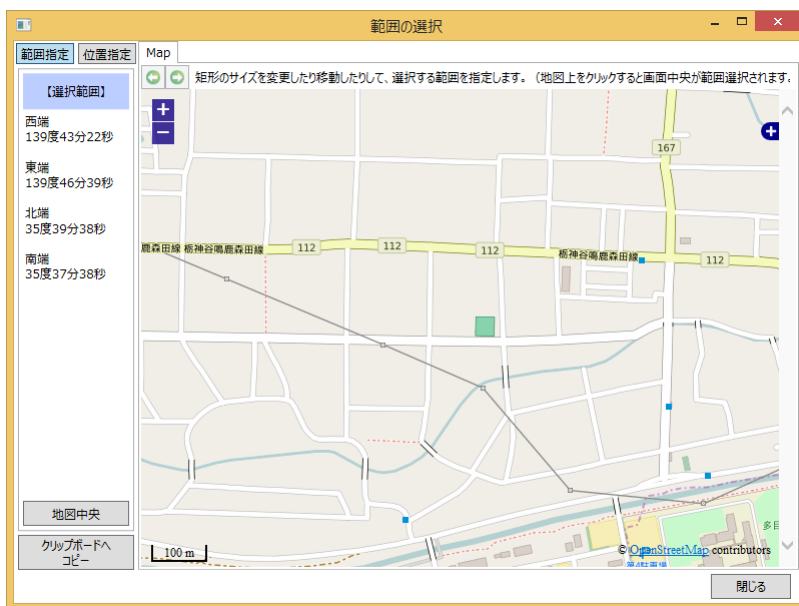 範囲の選択
範囲指定 位置指定 Map
矩形のサイズを変更したり移動したりして、選択する範囲を指定します。(地図上をクリックすると画面中央が範囲選択されます。
【選択範囲】
西端
139度43分22秒
東端
139度46分39秒
北端
35度39分38秒
南端
35度37分38秒
地図中央
クリップボードへ
コピー
167
鹿森田線 栃神谷鳴鹿森田線 112 112 112 栃神谷鳴鹿森田線 112
多目
100 m
© OpenStreetMap contributors
第4駐車場
閉じる